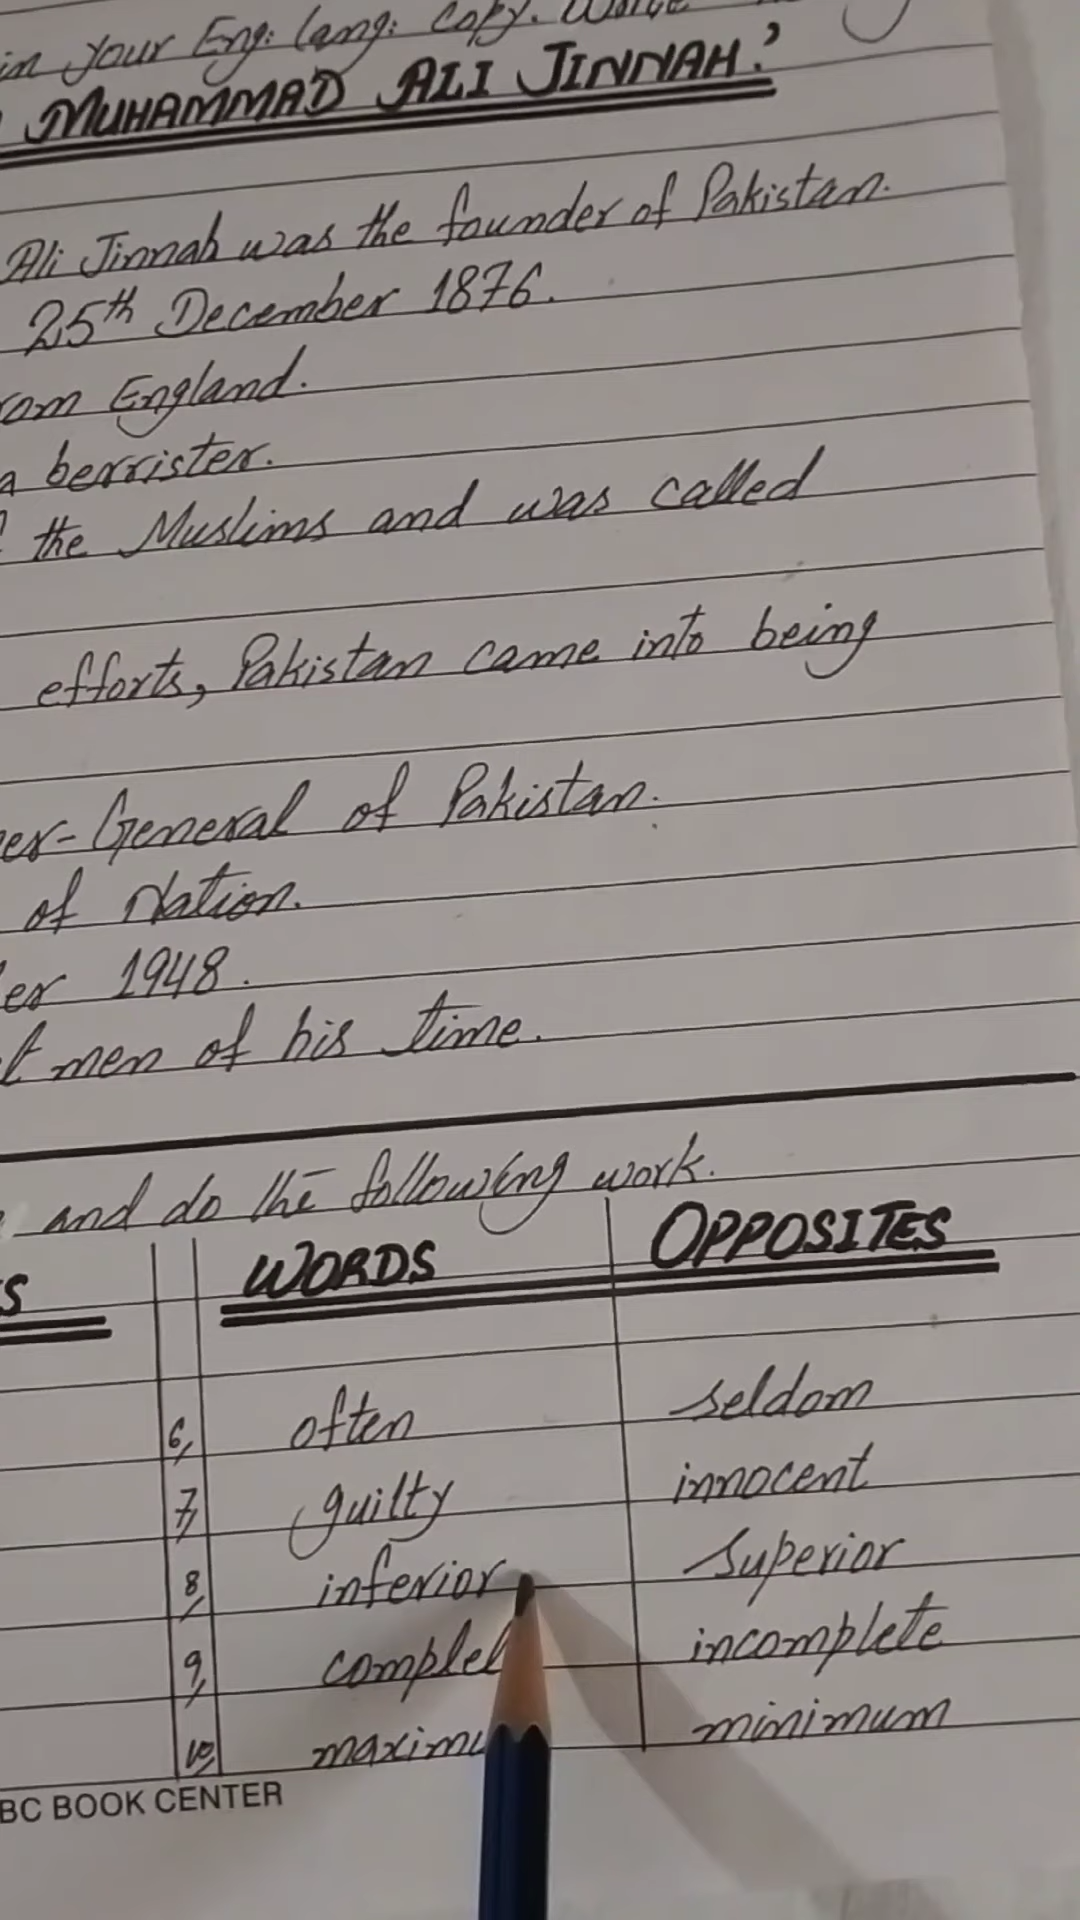 in your Eng: lang: Copy.
MUHAMMAD ALI JINNAH.'
Ali Jinnah was the founder of Pakistan.
25th December 1876.
rom England.
a berrister.
the Muslims and was called
efforts, Pakistan came into being
er-General of Pakistan.
of Nation.
er 1948.
t men of his time.
and do the following work.
S WORDS OPPOSITES
6, often seldom
7, guilty innocent
8, inferior Superior
9, complet incomplete
10, maximu minimum
BC BOOK CENTER